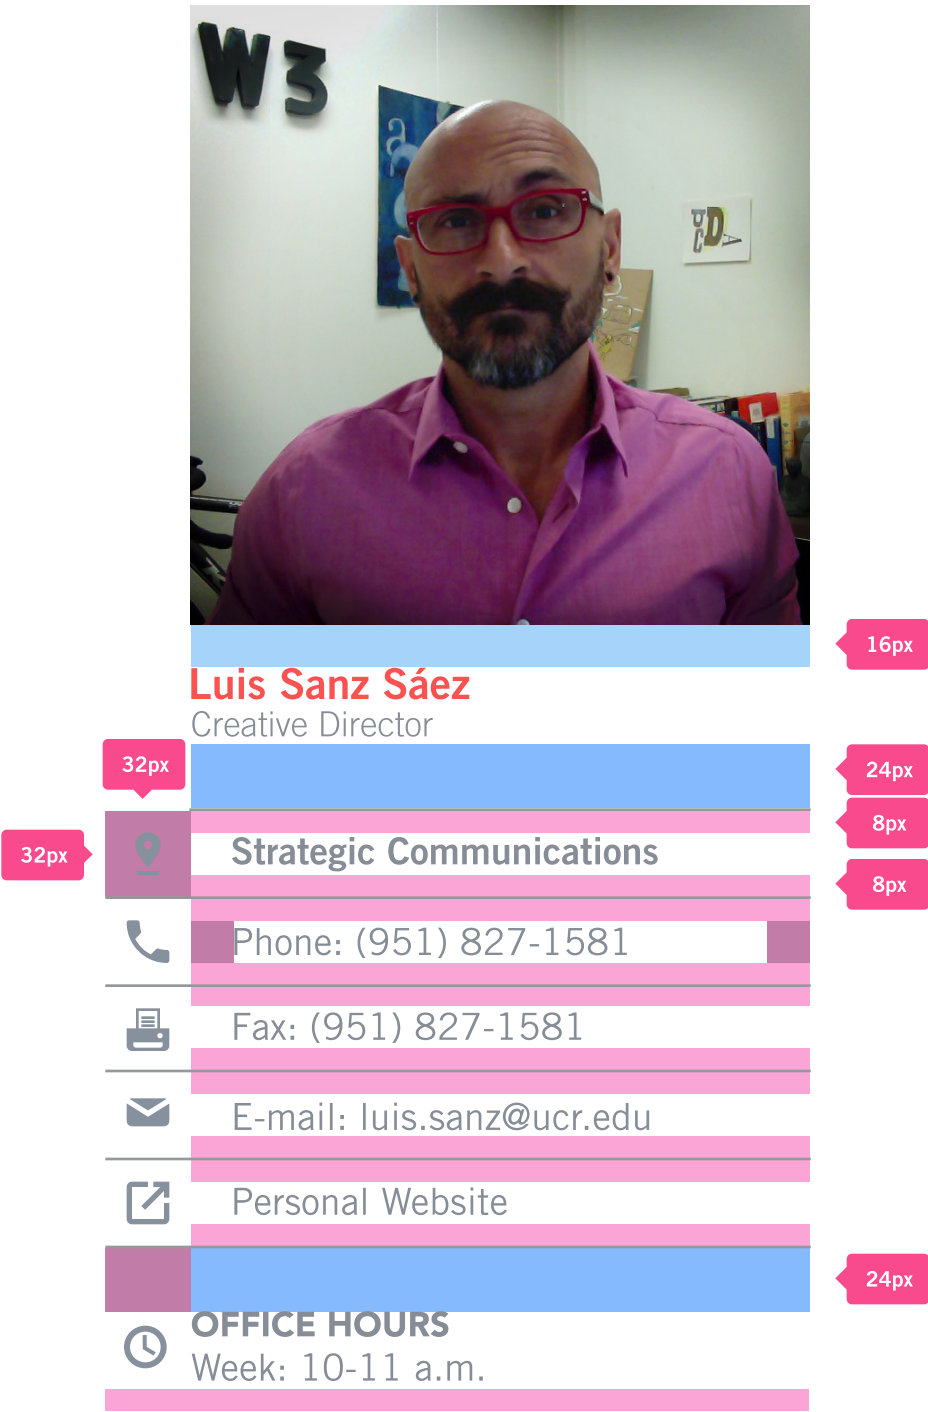 W3
a
UCDA
16px
Luis Sanz Sáez
Creative Director
32px
24px
8px
32px
Strategic Communications
8px
Phone: (951) 827-1581
Fax: (951) 827-1581
E-mail: luis.sanz@ucr.edu
Personal Website
24px
OFFICE HOURS
Week: 10-11 a.m.